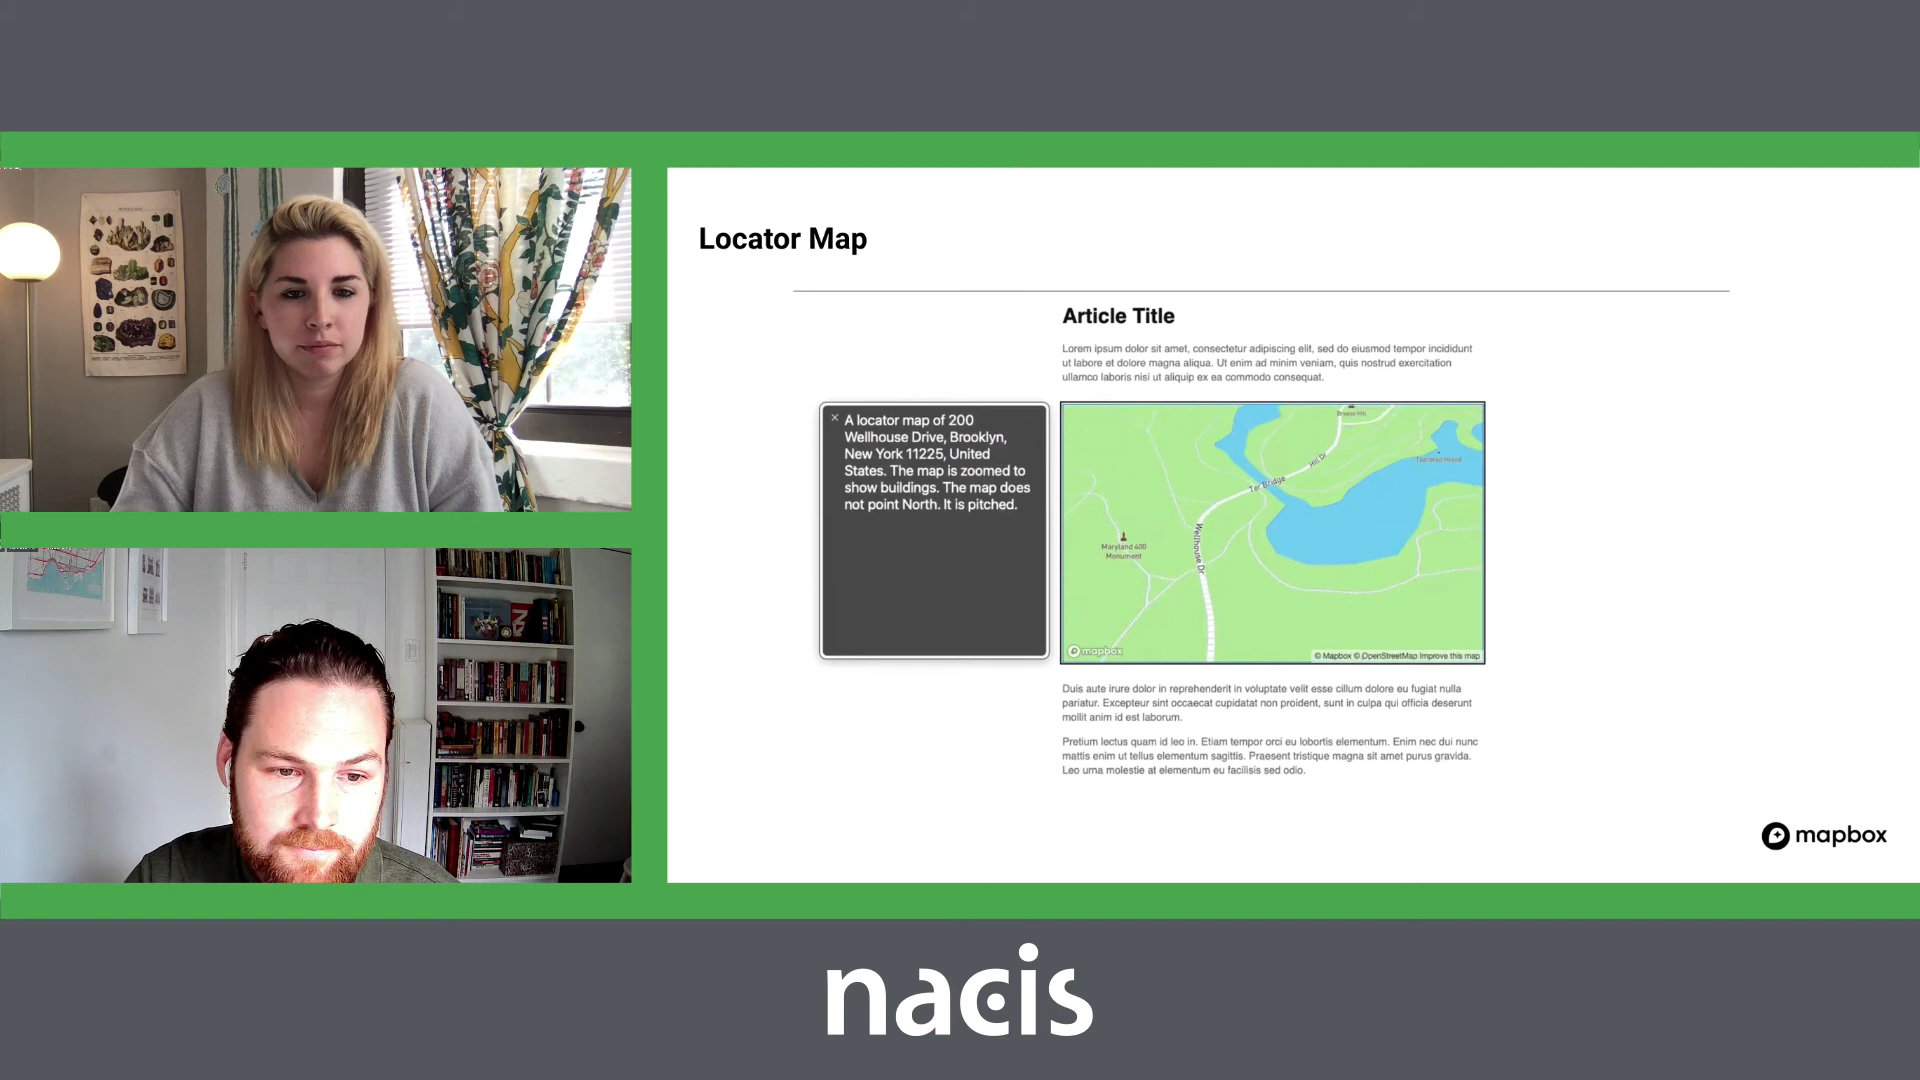 Locator Map
Article Title
Lorem ipsum dolor sit amet, consectetur adipiscing elit, sed do eiusmod tempor incididunt
ut labore et dolore magna aliqua. Ut enim ad minim veniam, quis nostrud exercitation
ullamco laboris nisi ut aliquip ex ea commodo consequat.
× A locator map of 200
Wellhouse Drive, Brooklyn,
New York 11225, United
States. The map is zoomed to
show buildings. The map does
not point North. It is pitched.
Breeze Hill
Hill Dr
Ter Bridge
Wellhouse Dr
Maryland 400
Monument
mapbox
© Mapbox © OpenStreetMap Improve this map
Duis aute irure dolor in reprehenderit in voluptate velit esse cillum dolore eu fugiat nulla
pariatur. Excepteur sint occaecat cupidatat non proident, sunt in culpa qui officia deserunt
mollit anim id est laborum.
Pretium lectus quam id leo in. Etiam tempor orci eu lobortis elementum. Enim nec dui nunc
mattis enim ut tellus elementum sagittis. Praesent tristique magna sit amet purus gravida.
Leo urna molestie at elementum eu facilisis sed odio.
mapbox
nacis